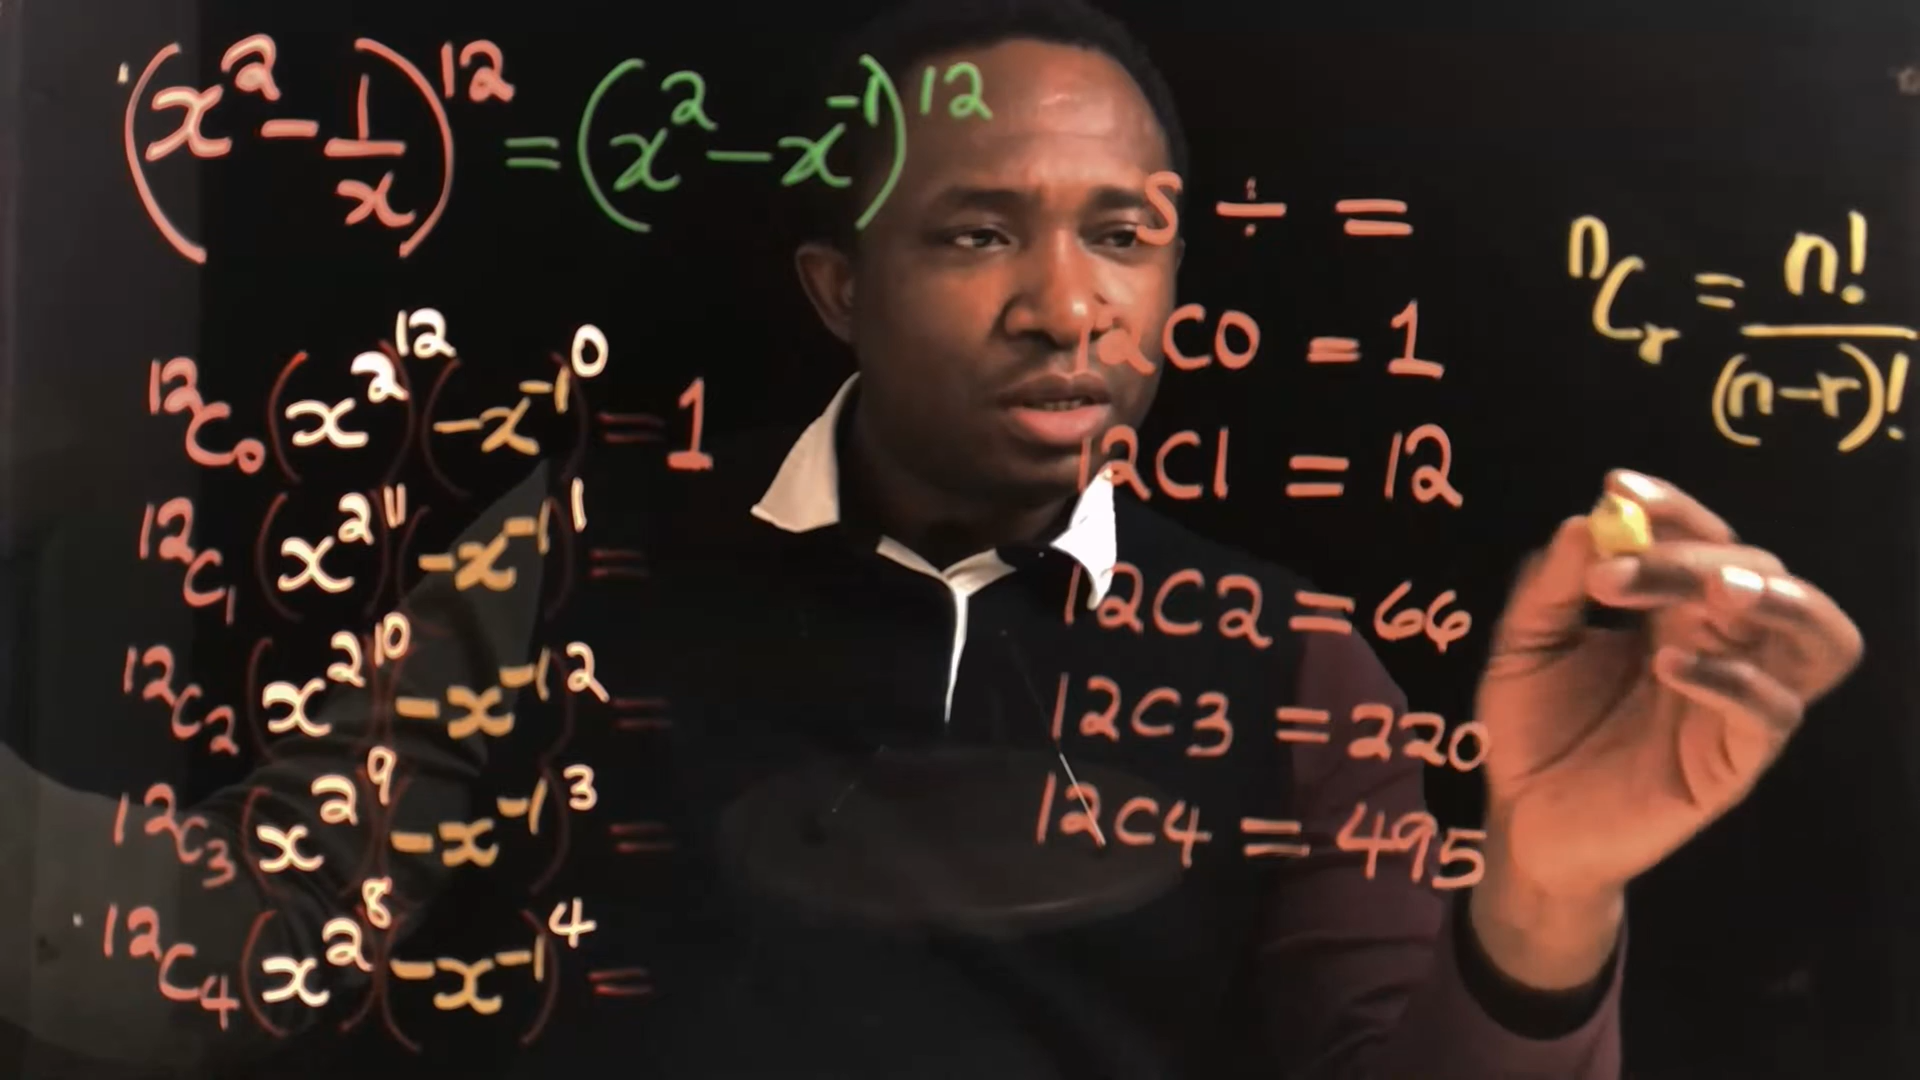 (x² - 1/x)¹² = (x² - x⁻¹)¹²
S ÷ =
ⁿCᵣ = n!/(n-r)!
¹²C₀(x²)¹²(-x⁻¹)⁰ = 1
¹²C₁(x²)¹¹(-x⁻¹)¹ =
¹²C₂(x²)¹⁰(-x⁻¹)² =
¹²C₃(x²)⁹(-x⁻¹)³ =
¹²C₄(x²)⁸(-x⁻¹)⁴ =
12C0 = 1
12C1 = 12
12C2 = 66
12C3 = 220
12C4 = 495